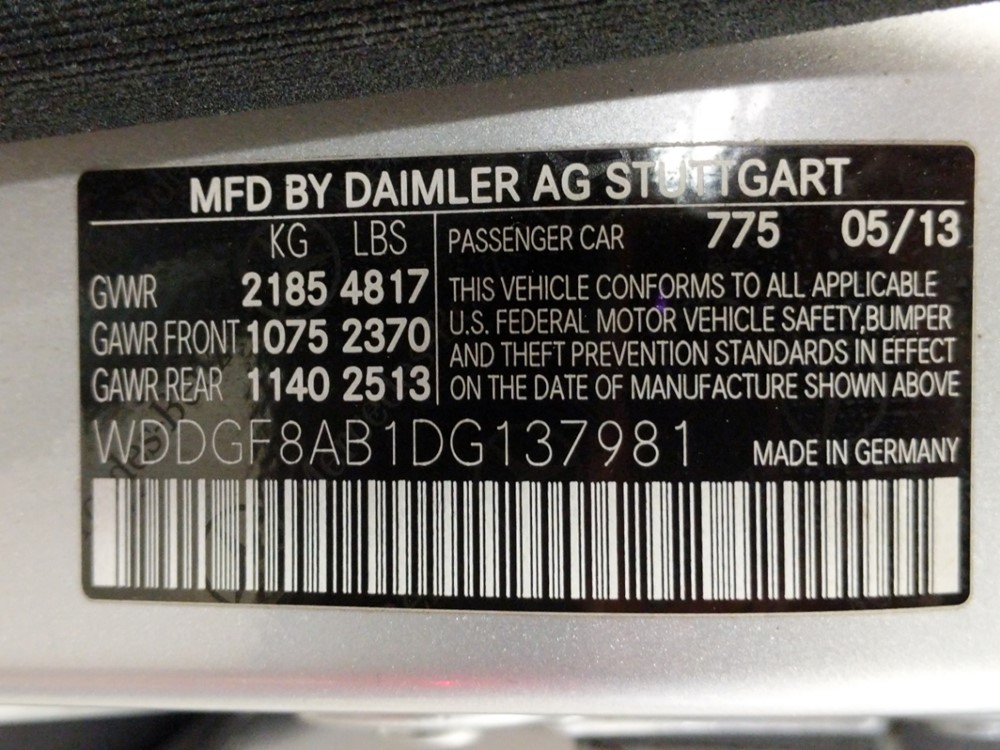 MFD BY DAIMLER AG STUTTGART
KG LBS
GVWR 2185 4817
GAWR FRONT 1075 2370
GAWR REAR 1140 2513
PASSENGER CAR 775 05/13
THIS VEHICLE CONFORMS TO ALL APPLICABLE
U.S. FEDERAL MOTOR VEHICLE SAFETY,BUMPER
AND THEFT PREVENTION STANDARDS IN EFFECT
ON THE DATE OF MANUFACTURE SHOWN ABOVE
WDDGF8AB1DG137981
MADE IN GERMANY